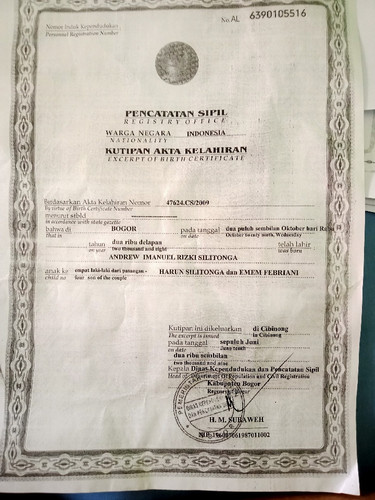 Nomor Induk Kependudukan
Personnel Registration Number
No. AL 6390105516
PENCATATAN SIPIL
REGISTRY OFFICE
WARGA NEGARA INDONESIA
NATIONALITY
KUTIPAN AKTA KELAHIRAN
EXCERPT OF BIRTH CERTIFICATE
Berdasarkan Akta Kelahiran Nomor 47624.CS/2009
by virtue of Birth Certificate Number
menurut stbld
in accordance with state gazette
bahwa di BOGOR pada tanggal dua puluh sembilan Oktober hari Rabu
that in on date October twenty ninth, Wednesday
tahun dua ribu delapan telah lahir
year two thousand and eight was born
ANDREW IMANUEL RIZKI SILITONGA
anak ke empat laki-laki dari pasangan - HARUN SILITONGA dan EMEM FEBRIANI
child no four son of the couple
Kutipan ini dikeluarkan di Cibinong
The excerpt is issued in Cibinong
pada tanggal sepuluh Juni
on date June tenth
dua ribu sembilan
two thousand and nine
Kepala Dinas Kependudukan dan Pencatatan Sipil
Head of Department Of Population and Civil Registration
Kabupaten Bogor
Regency Of Bogor
H. M. SURAWEH